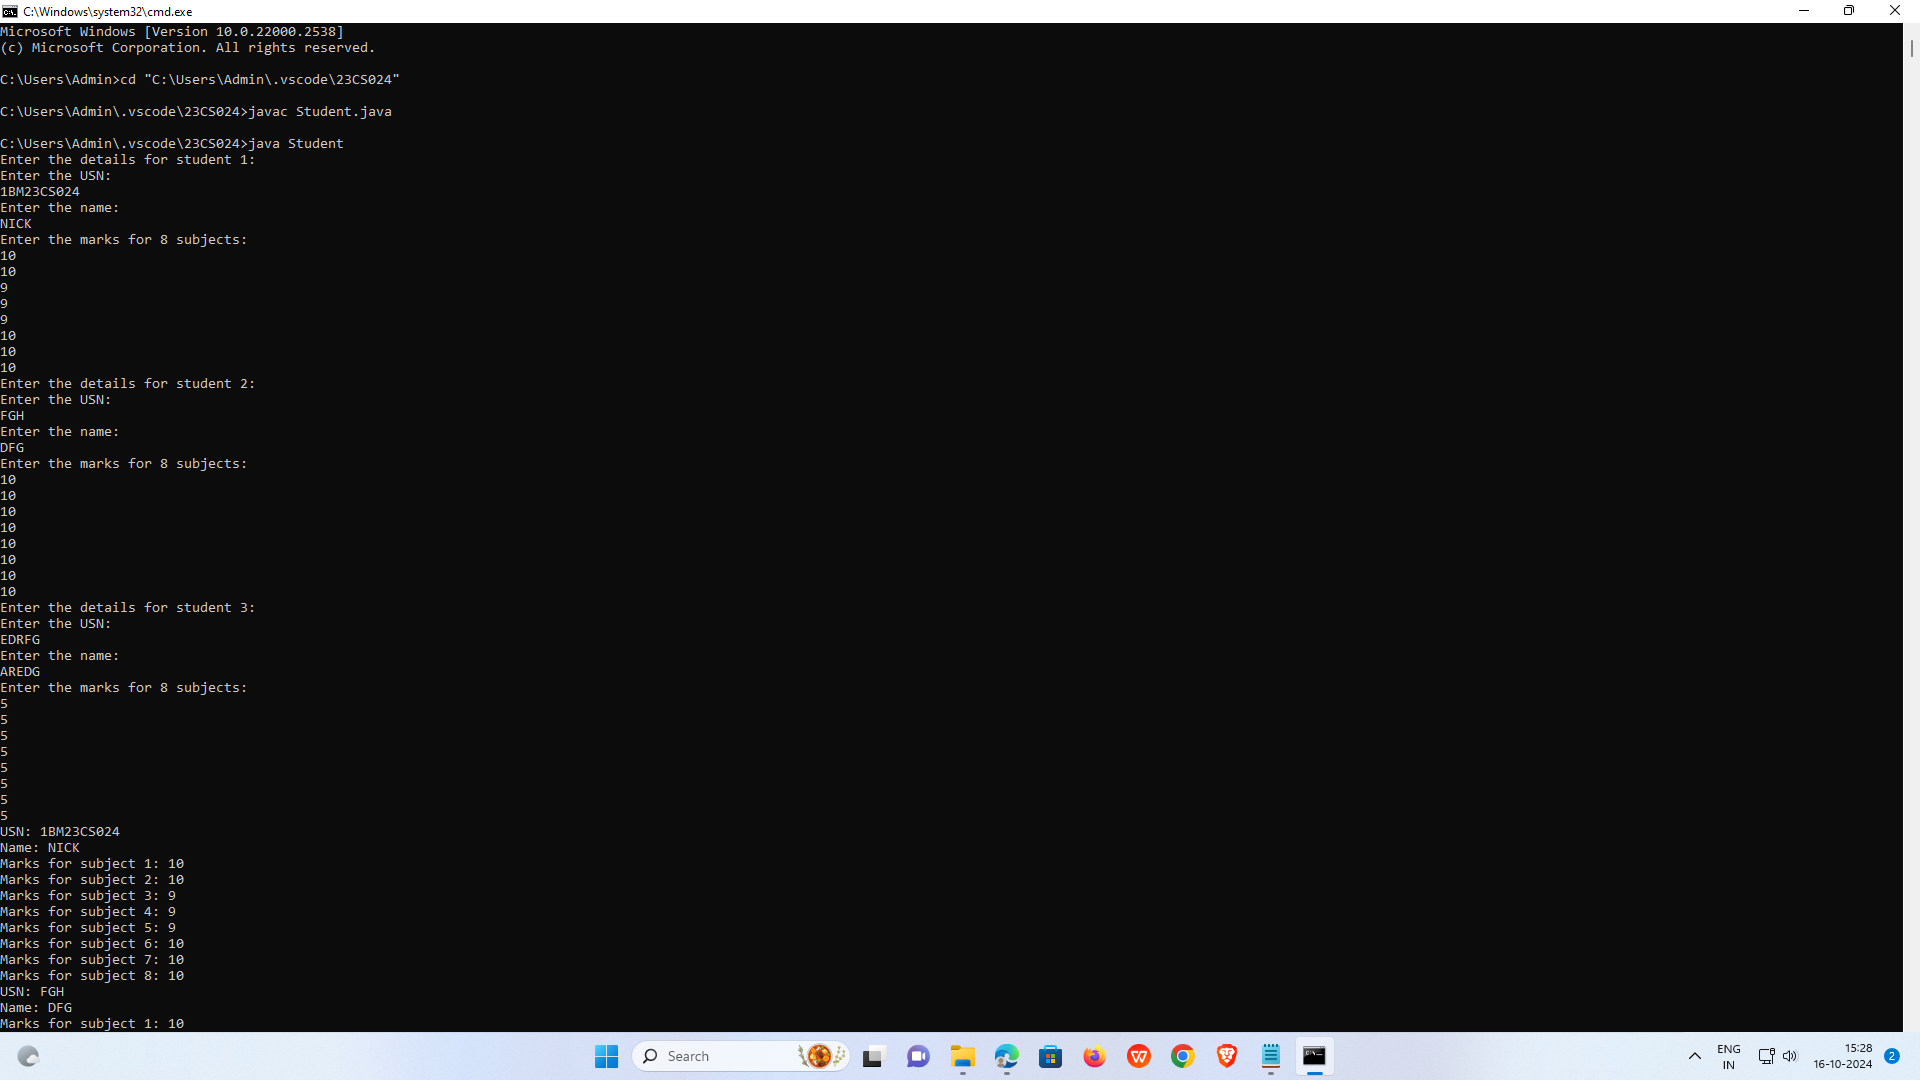 C:\Windows\system32\cmd.exe
Microsoft Windows [Version 10.0.22000.2538]
(c) Microsoft Corporation. All rights reserved.
C:\Users\Admin>cd "C:\Users\Admin\.vscode\23CS024"
C:\Users\Admin\.vscode\23CS024>javac Student.java
C:\Users\Admin\.vscode\23CS024>java Student
Enter the details for student 1:
Enter the USN:
1BM23CS024
Enter the name:
NICK
Enter the marks for 8 subjects:
10
10
9
9
9
10
10
10
Enter the details for student 2:
Enter the USN:
FGH
Enter the name:
DFG
Enter the marks for 8 subjects:
10
10
10
10
10
10
10
10
Enter the details for student 3:
Enter the USN:
EDRFG
Enter the name:
AREDG
Enter the marks for 8 subjects:
5
5
5
5
5
5
5
5
USN: 1BM23CS024
Name: NICK
Marks for subject 1: 10
Marks for subject 2: 10
Marks for subject 3: 9
Marks for subject 4: 9
Marks for subject 5: 9
Marks for subject 6: 10
Marks for subject 7: 10
Marks for subject 8: 10
USN: FGH
Name: DFG
Marks for subject 1: 10
Search
ENG
IN
15:28
16-10-2024
2